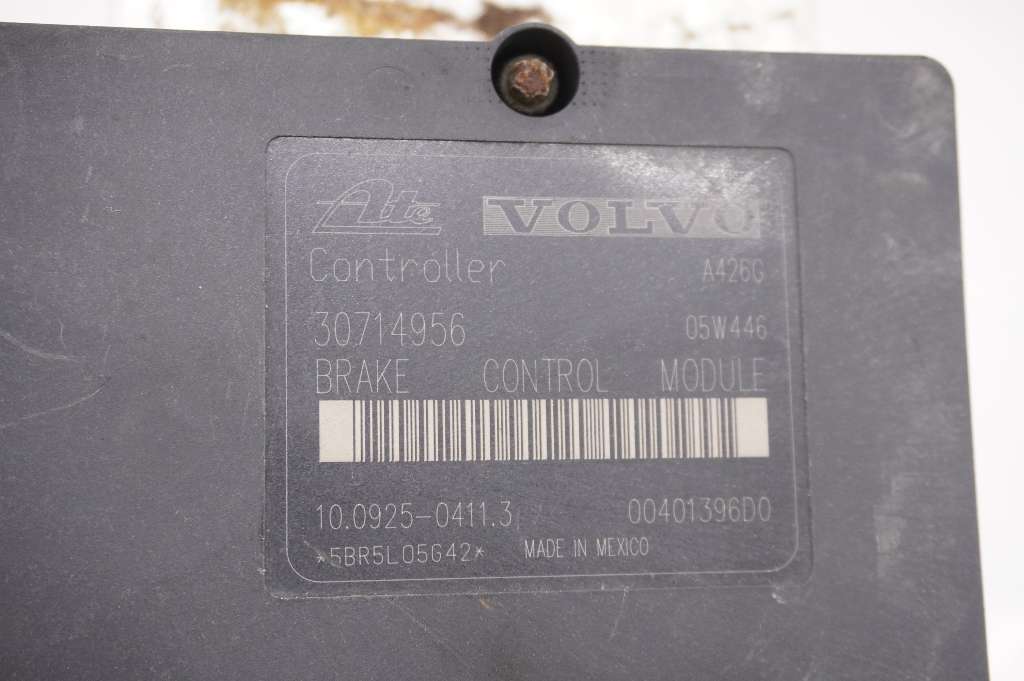 Ate VOLVO
Controller A426G
30714956 05W446
BRAKE CONTROL MODULE
10.0925-0411.3 00401396D0
*5BR5L05G42* MADE IN MEXICO